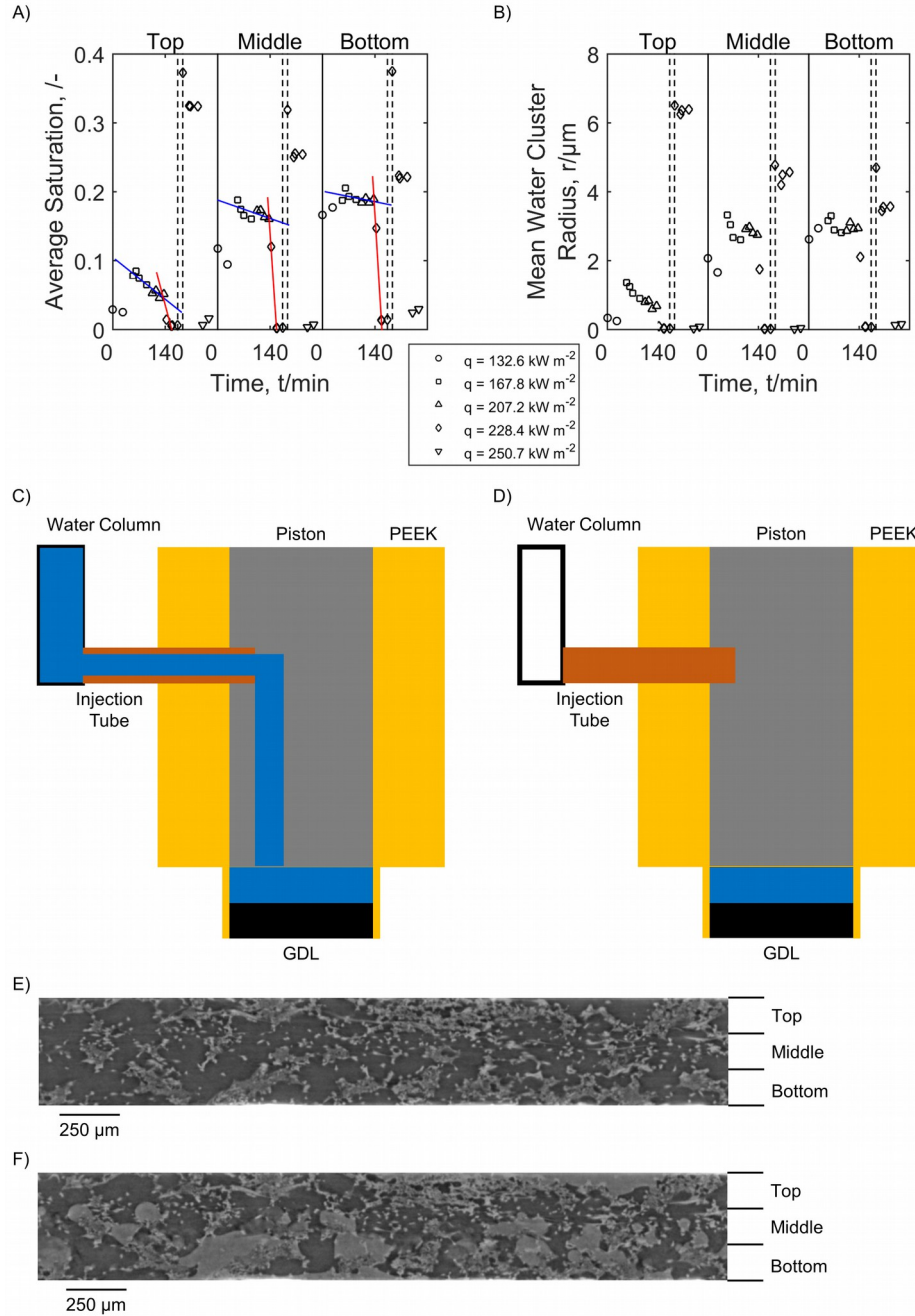 A)
Top Middle Bottom
0.4
0.3
0.2
0.1
0
Average Saturation, /-
0 140 0 140 0 140
Time, t/min
B)
Top Middle Bottom
8
6
4
2
0
Mean Water Cluster
Radius, r/μm
0 140 0 140 0 140
Time, t/min
q = 132.6 kW m-2
q = 167.8 kW m-2
q = 207.2 kW m-2
q = 228.4 kW m-2
q = 250.7 kW m-2
C)
Water Column
Piston
PEEK
Injection
Tube
GDL
D)
Water Column
Piston
PEEK
Injection
Tube
GDL
E)
Top
Middle
Bottom
250 μm
F)
Top
Middle
Bottom
250 μm